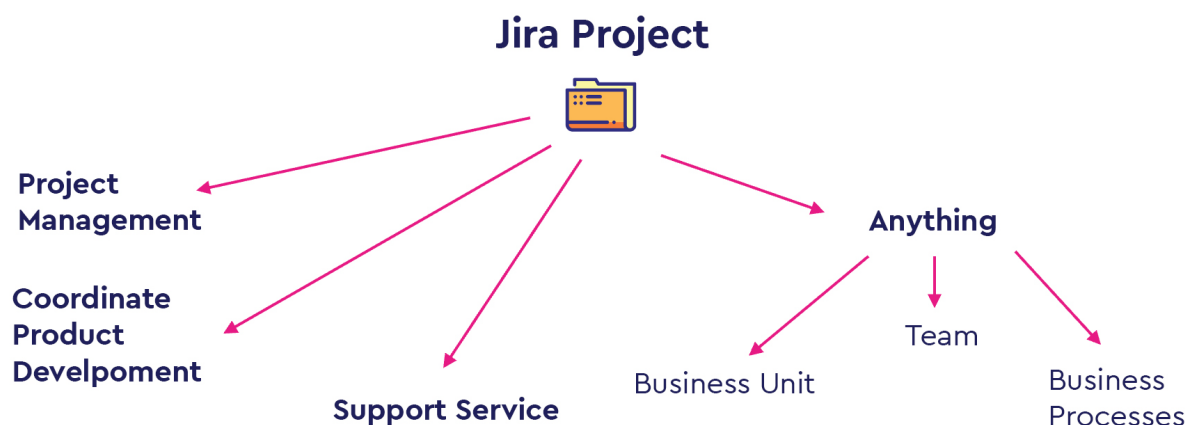 Jira Project
Project
Management
Coordinate
Product
Develpoment
Support Service
Anything
Business Unit
Team
Business
Processes